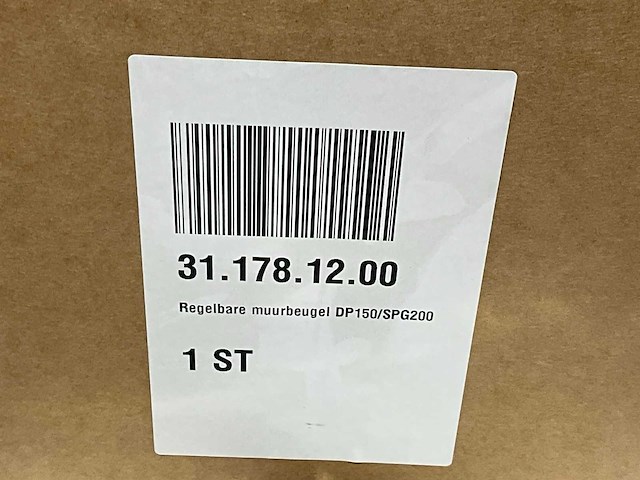 31.178.12.00
Regelbare muurbeugel DP150/SPG200
1 ST